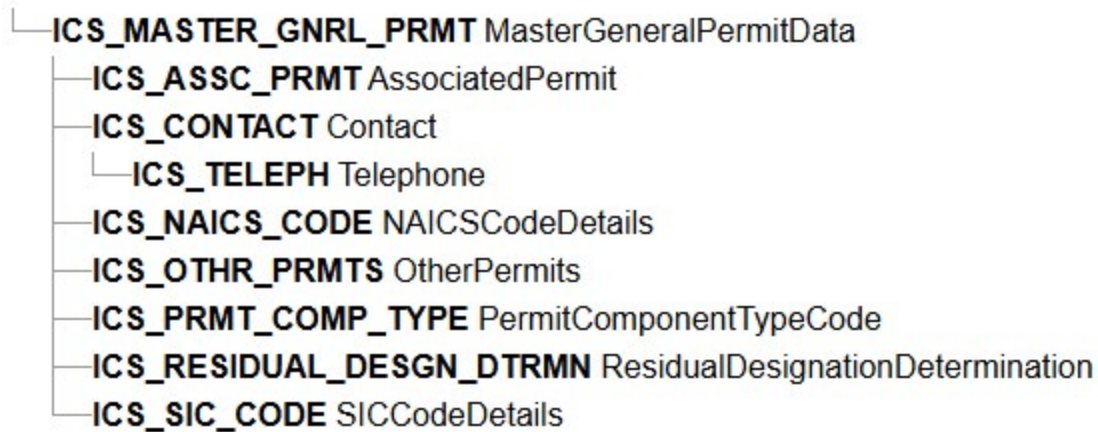 ICS_MASTER_GNRL_PRMT MasterGeneralPermitData
ICS_ASSC_PRMT AssociatedPermit
ICS_CONTACT Contact
ICS_TELEPH Telephone
ICS_NAICS_CODE NAICSCodeDetails
ICS_OTHR_PRMTS OtherPermits
ICS_PRMT_COMP_TYPE PermitComponentTypeCode
ICS_RESIDUAL_DESGN_DTRMN ResidualDesignationDetermination
ICS_SIC_CODE SICCodeDetails